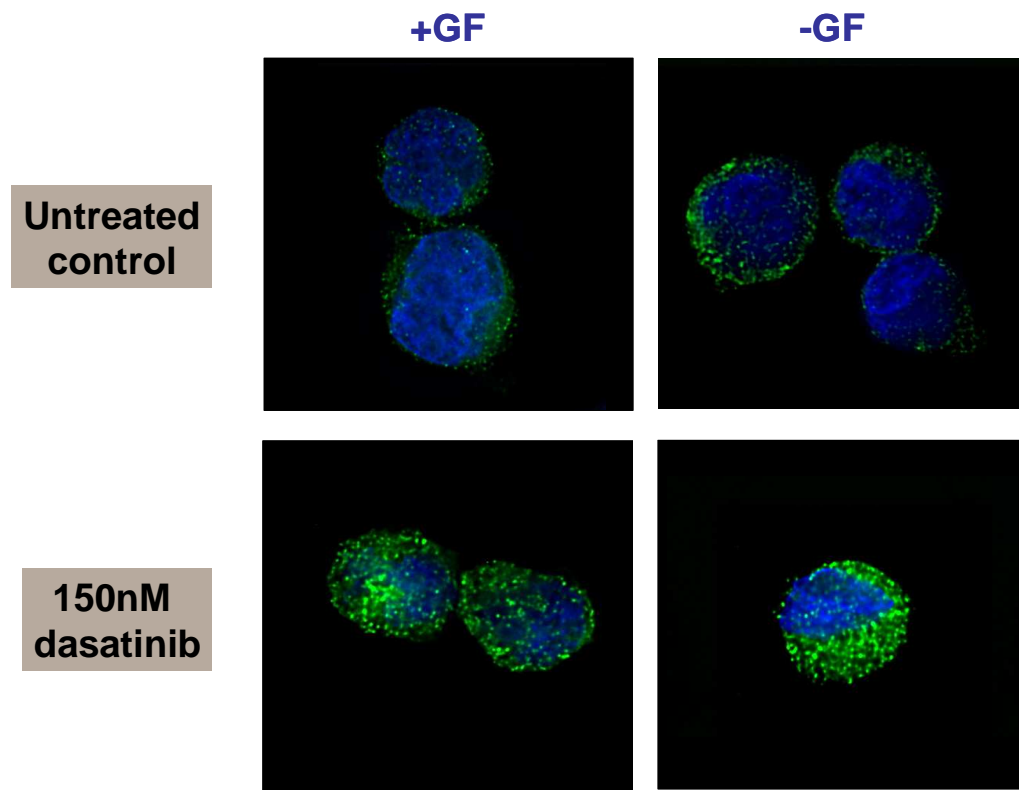 +GF
-GF
Untreated
control
150nM
dasatinib